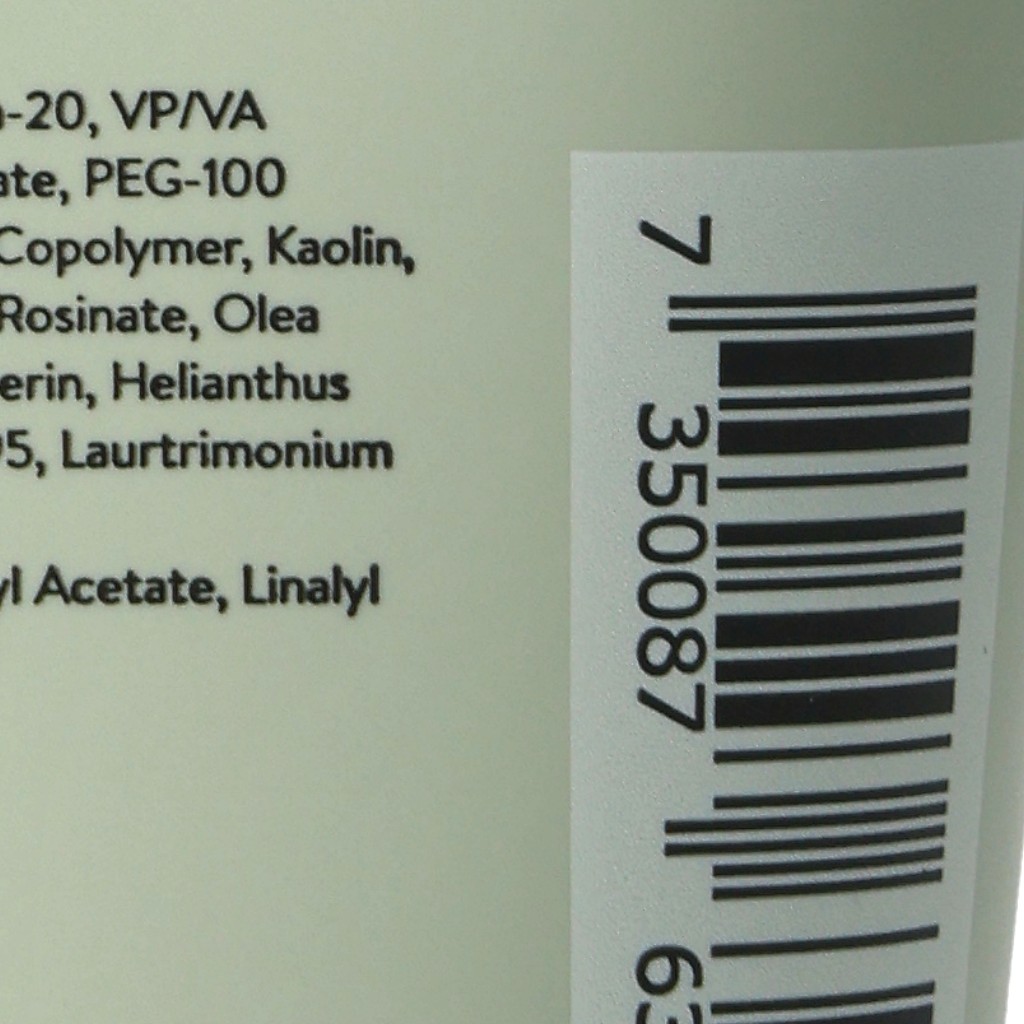 -20, VP/VA
ate, PEG-100
Copolymer, Kaolin,
Rosinate, Olea
erin, Helianthus
95, Laurtrimonium
yl Acetate, Linalyl
7
350087
63